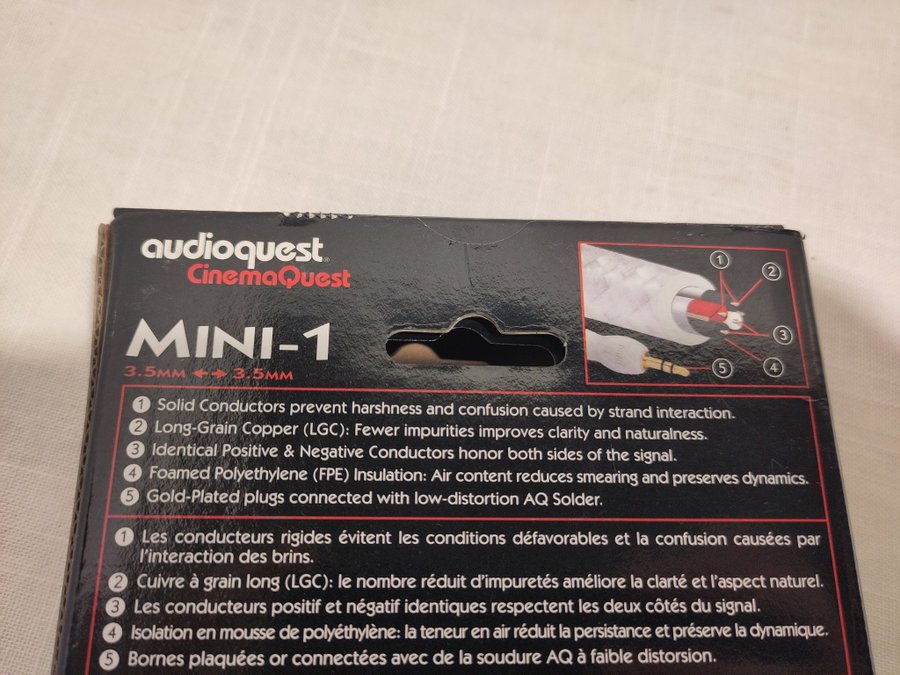 audioquest®
CinemaQuest
MINI-1
3.5MM ↔ 3.5MM
1 2 3 4 5
1 Solid Conductors prevent harshness and confusion caused by strand interaction.
2 Long-Grain Copper (LGC): Fewer impurities improves clarity and naturalness.
3 Identical Positive & Negative Conductors honor both sides of the signal.
4 Foamed Polyethylene (FPE) Insulation: Air content reduces smearing and preserves dynamics.
5 Gold-Plated plugs connected with low-distortion AQ Solder.
1 Les conducteurs rigides évitent les conditions défavorables et la confusion causées par
l'interaction des brins.
2 Cuivre à grain long (LGC): le nombre réduit d'impuretés améliore la clarté et l'aspect naturel.
3 Les conducteurs positif et négatif identiques respectent les deux côtés du signal.
4 Isolation en mousse de polyéthylène: la teneur en air réduit la persistance et préserve la dynamique.
5 Bornes plaquées or connectées avec de la soudure AQ à faible distorsion.